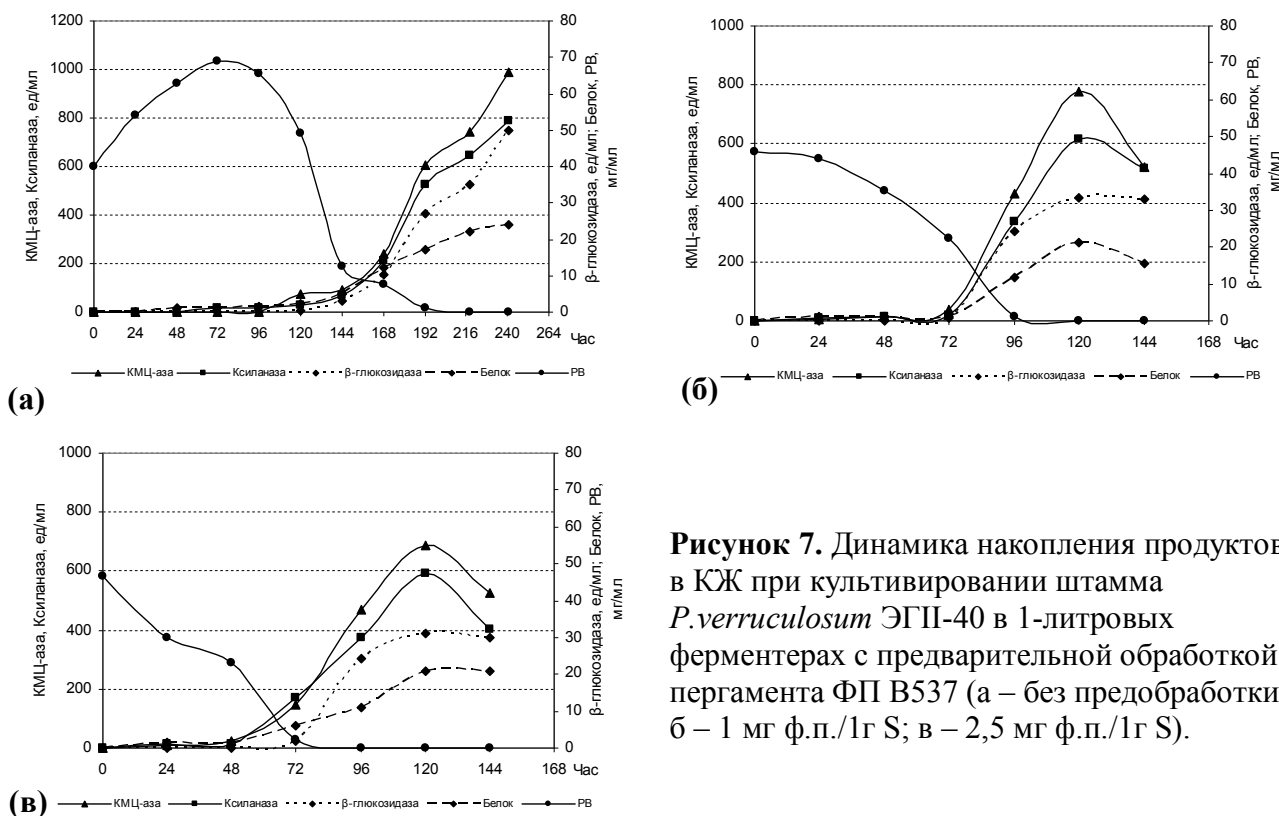 1200
1000
800
600
400
200
0
КМЦ-аза, Ксиланаза, ед/мл
80
70
60
50
40
30
20
10
0
β-глюкозидаза, ед/мл; Белок, РВ,
мг/мл
0 24 48 72 96 120 144 168 192 216 240 264 Час
КМЦ-аза Ксиланаза β-глюкозидаза Белок РВ
(а)
1000
800
600
400
200
0
КМЦ-аза, Ксиланаза, ед/мл
80
70
60
50
40
30
20
10
0
β-глюкозидаза, ед/мл; Белок, РВ,
мг/мл
0 24 48 72 96 120 144 168 Час
КМЦ-аза Ксиланаза β-глюкозидаза Белок РВ
(б)
1000
800
600
400
200
0
КМЦ-аза, Ксиланаза, ед/мл
80
70
60
50
40
30
20
10
0
β-глюкозидаза, ед/мл; Белок, РВ,
мг/мл
0 24 48 72 96 120 144 168 Час
КМЦ-аза Ксиланаза β-глюкозидаза Белок РВ
(в)
Рисунок 7. Динамика накопления продуктов
в КЖ при культивировании штамма
P.verruculosum ЭГII-40 в 1-литровых
ферментерах с предварительной обработкой
пергамента ФП В537 (а – без предобработки
б – 1 мг ф.п./1г S; в – 2,5 мг ф.п./1г S).